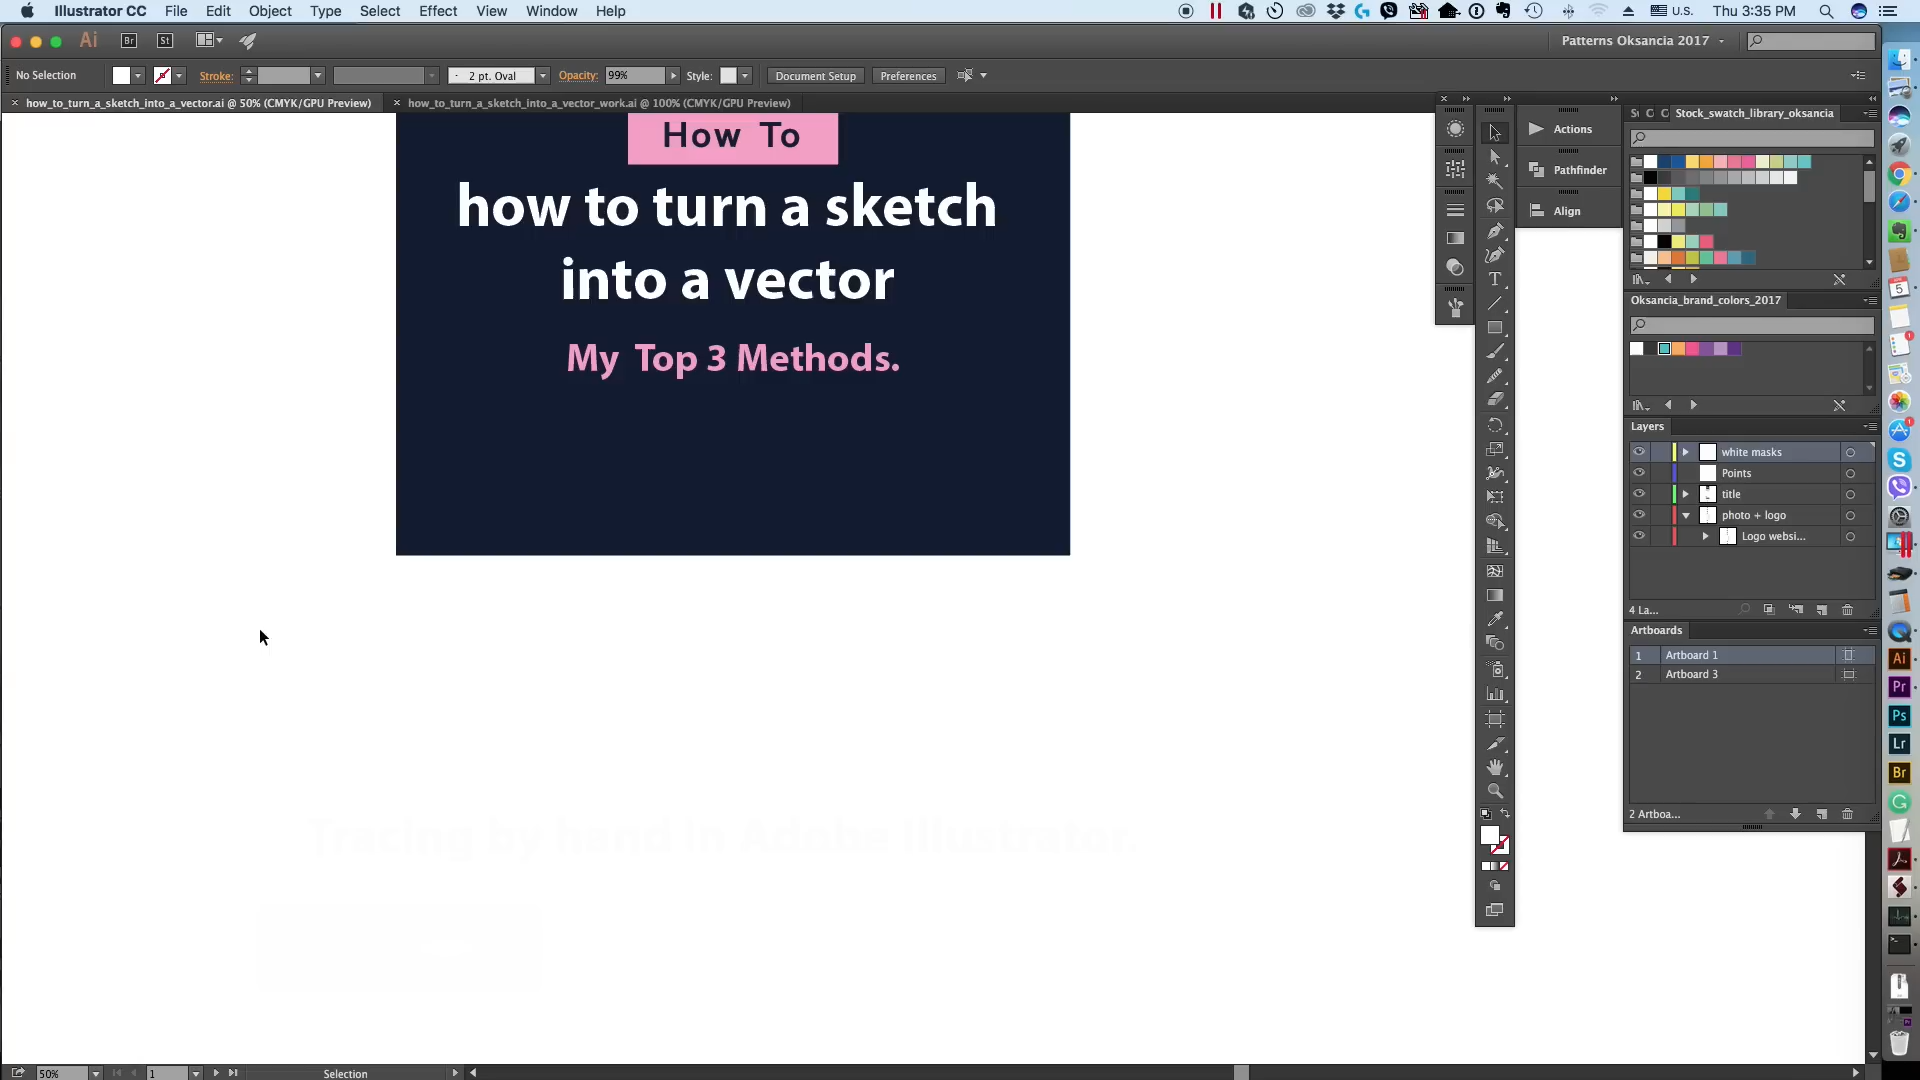 Illustrator CC File Edit Object Type Select Effect View Window Help
U.S. Thu 3:35 PM
Ai Br St
Patterns Oksancia 2017
No Selection Stroke: 2 pt. Oval Opacity: 99% Style: Document Setup Preferences
how_to_turn_a_sketch_into_a_vector.ai @ 50% (CMYK/GPU Preview)
how_to_turn_a_sketch_into_a_vector_work.ai @ 100% (CMYK/GPU Preview)
How To
how to turn a sketch
into a vector
My Top 3 Methods.
Tracing by hand in Adobe Illustrator.
Actions
Pathfinder
Align
Stock_swatch_library_oksancia
Oksancia_brand_colors_2017
Layers
white masks
Points
title
photo + logo
Logo websi...
4 La...
Artboards
1 Artboard 1
2 Artboard 3
2 Artboa...
Ai
Pr
Ps
Lr
Br
50% 1 Selection